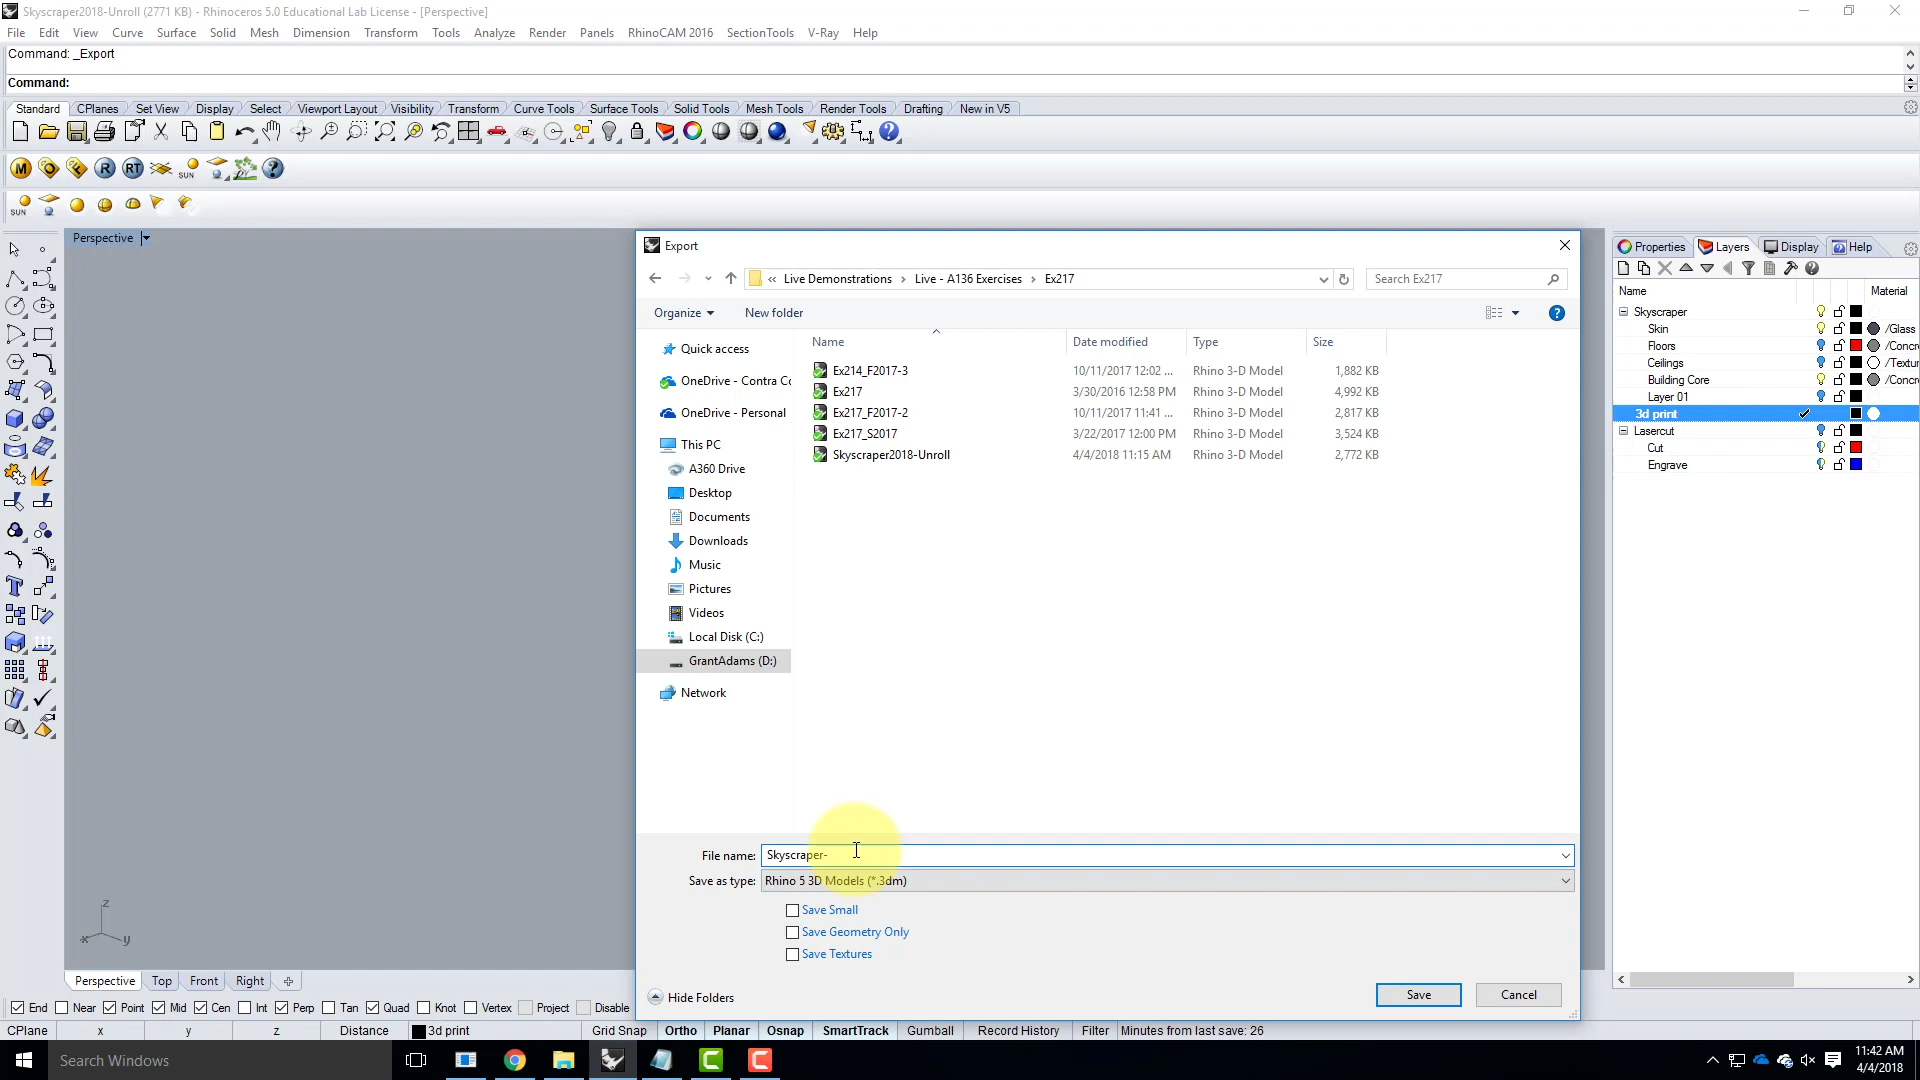 Skyscraper2018-Unroll (2771 KB) - Rhinoceros 5.0 Educational Lab License - [Perspective]
File Edit View Curve Surface Solid Mesh Dimension Transform Tools Analyze Render Panels RhinoCAM 2016 SectionTools V-Ray Help
Command: _Export
Command:
Standard CPlanes Set View Display Select Viewport Layout Visibility Transform Curve Tools Surface Tools Solid Tools Mesh Tools Render Tools Drafting New in V5
M O F R RT SUN
SUN
Perspective
Export
« Live Demonstrations › Live - A136 Exercises › Ex217
Search Ex217
Organize New folder
Quick access
OneDrive - Contra Co
OneDrive - Personal
This PC
A360 Drive
Desktop
Documents
Downloads
Music
Pictures
Videos
Local Disk (C:)
GrantAdams (D:)
Network
Name Date modified Type Size
Ex214_F2017-3 10/11/2017 12:02 ... Rhino 3-D Model 1,882 KB
Ex217 3/30/2016 12:58 PM Rhino 3-D Model 4,992 KB
Ex217_F2017-2 10/11/2017 11:41 ... Rhino 3-D Model 2,817 KB
Ex217_S2017 3/22/2017 12:00 PM Rhino 3-D Model 3,524 KB
Skyscraper2018-Unroll 4/4/2018 11:15 AM Rhino 3-D Model 2,772 KB
File name: Skyscraper-
Save as type: Rhino 5 3D Models (*.3dm)
Save Small
Save Geometry Only
Save Textures
Hide Folders
Save Cancel
Properties Layers Display Help
Name Material
Skyscraper
Skin /Glass
Floors /Concr
Ceilings /Textur
Building Core /Concr
Layer 01
3d print
Lasercut
Cut
Engrave
z
x y
Perspective Top Front Right
End Near Point Mid Cen Int Perp Tan Quad Knot Vertex Project Disable
CPlane x y z Distance 3d print Grid Snap Ortho Planar Osnap SmartTrack Gumball Record History Filter Minutes from last save: 26
Search Windows
11:42 AM
4/4/2018